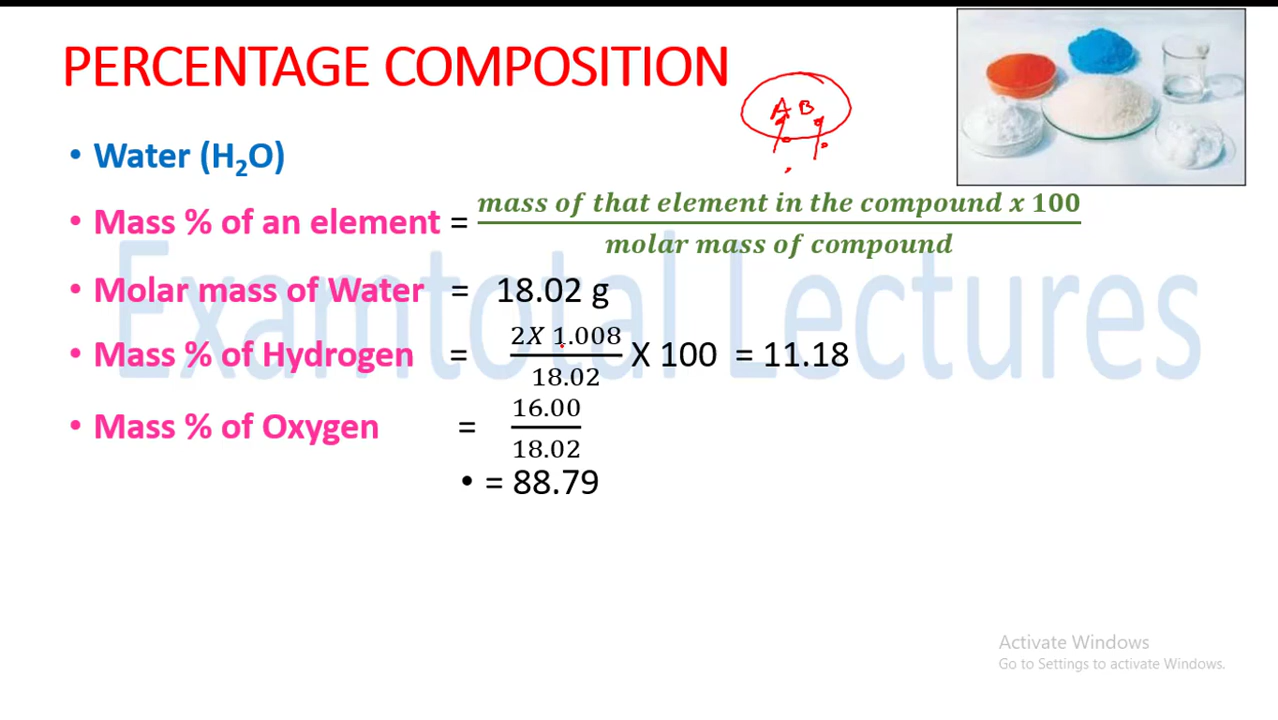 PERCENTAGE COMPOSITION
A B
% %
• Water (H₂O)
• Mass % of an element = mass of that element in the compound x 100 / molar mass of compound
• Molar mass of Water = 18.02 g
• Mass % of Hydrogen = 2X 1.008 / 18.02 X 100 = 11.18
• Mass % of Oxygen = 16.00 / 18.02
• = 88.79
Examtotal Lectures
Activate Windows
Go to Settings to activate Windows.